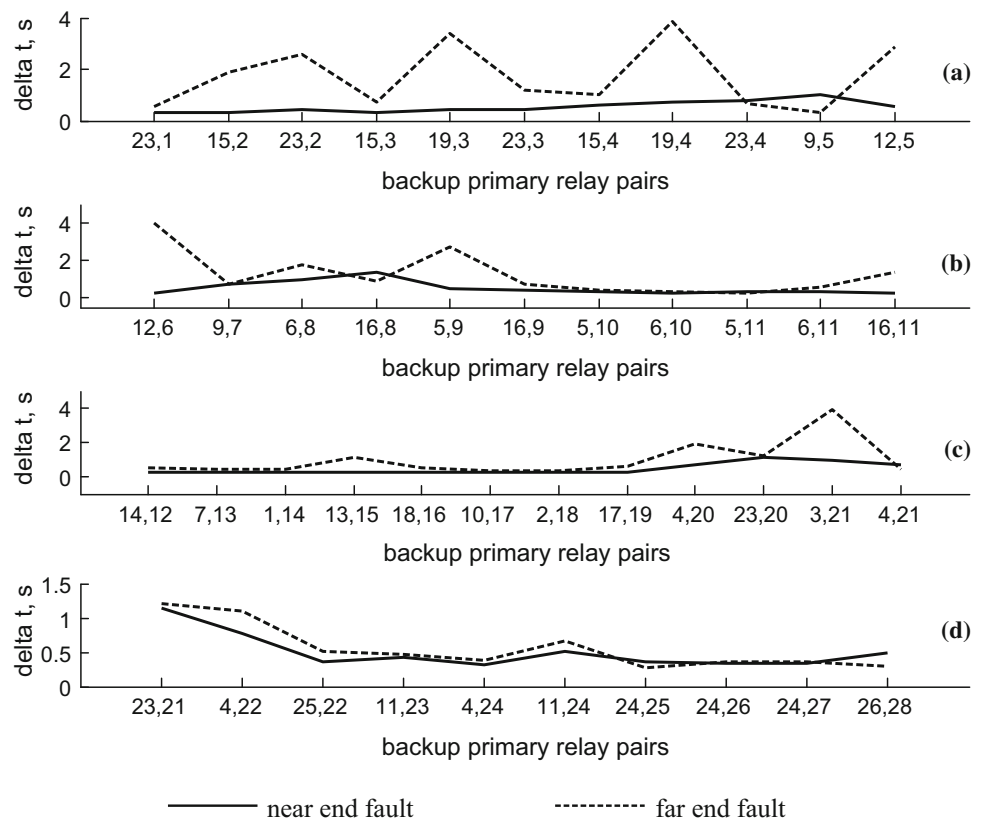 delta t, s
4
2
0
23,1 15,2 23,2 15,3 19,3 23,3 15,4 19,4 23,4 9,5 12,5
backup primary relay pairs
(a)
delta t, s
4
2
0
12,6 9,7 6,8 16,8 5,9 16,9 5,10 6,10 5,11 6,11 16,11
backup primary relay pairs
(b)
delta t, s
4
2
0
14,12 7,13 1,14 13,15 18,16 10,17 2,18 17,19 4,20 23,20 3,21 4,21
backup primary relay pairs
(c)
delta t, s
1.5
1
0.5
0
23,21 4,22 25,22 11,23 4,24 11,24 24,25 24,26 24,27 26,28
backup primary relay pairs
(d)
near end fault far end fault